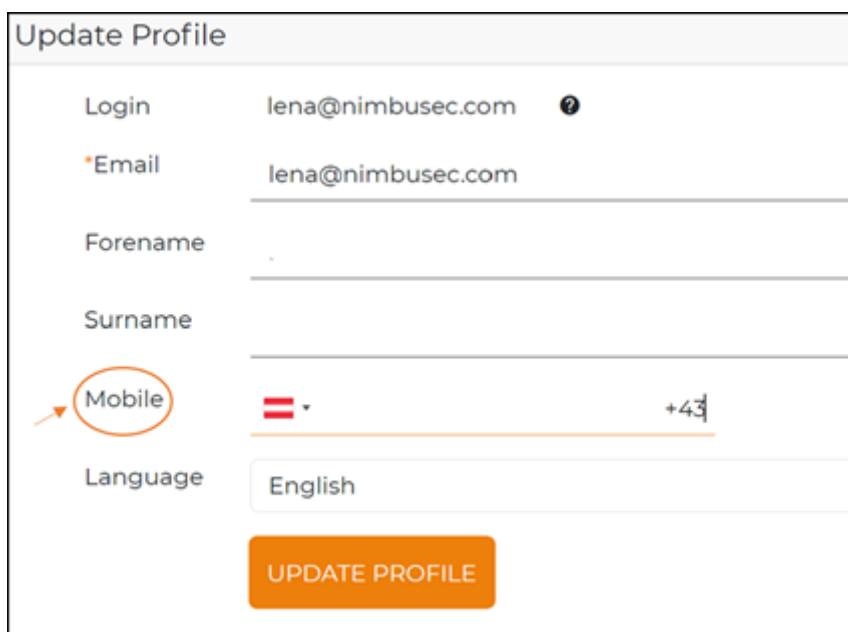 Update Profile
Login lena@nimbusec.com ?
*Email lena@nimbusec.com
Forename .
Surname
Mobile +43
Language English
UPDATE PROFILE